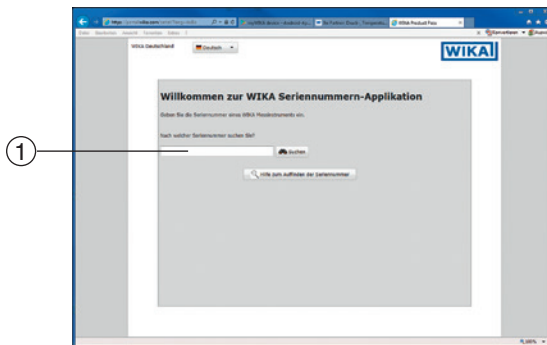 WIKA Product Pass
WIKA Deutschland
Deutsch
WIKA
Willkommen zur WIKA Seriennummern-Applikation
Geben Sie die Seriennummer eines WIKA Messinstruments ein.
Nach welcher Seriennummer suchen Sie?
1
Suchen
Hilfe zum Auffinden der Seriennummer